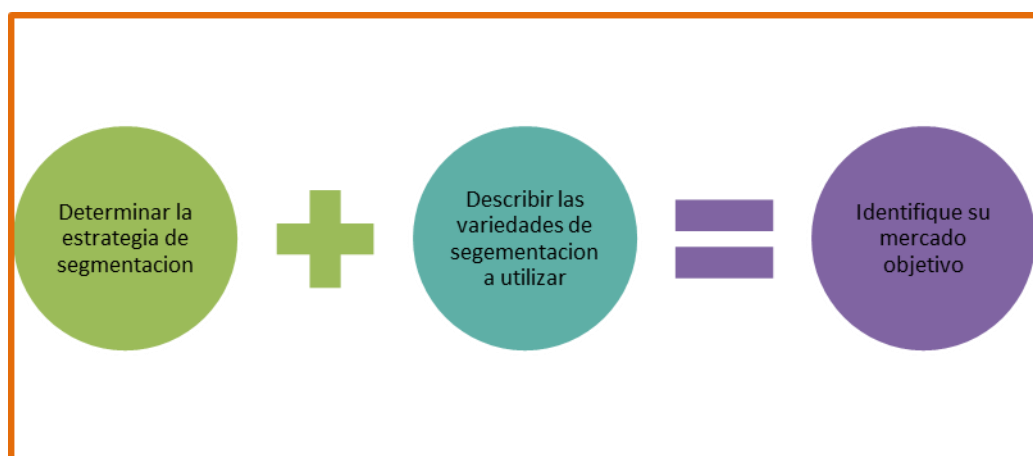 Determinar la
estrategia de
segmentacion
Describir las
variedades de
segementacion
a utilizar
Identifique su
mercado
objetivo